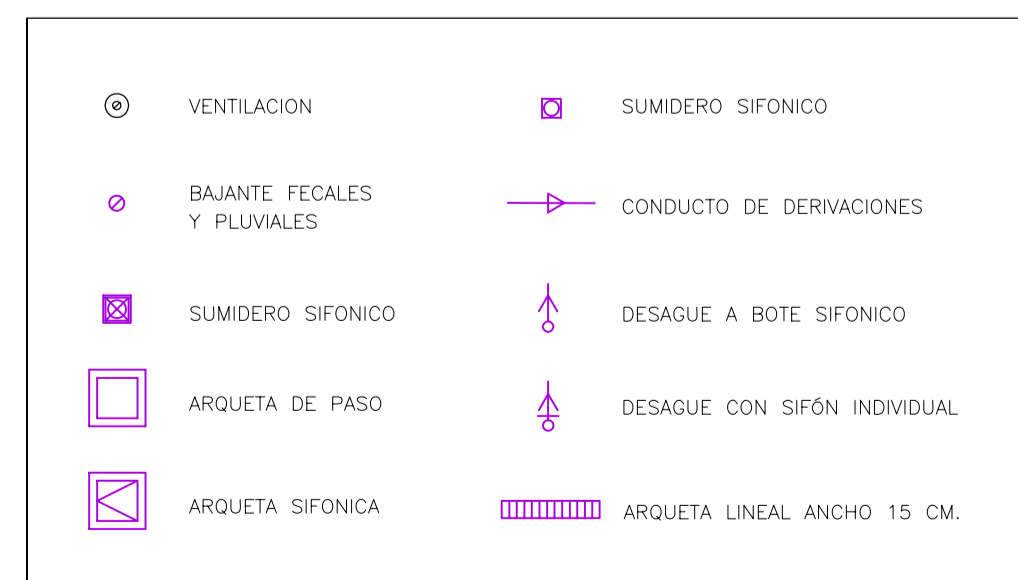 VENTILACION
BAJANTE FECALES
Y PLUVIALES
SUMIDERO SIFONICO
ARQUETA DE PASO
ARQUETA SIFONICA
SUMIDERO SIFONICO
CONDUCTO DE DERIVACIONES
DESAGUE A BOTE SIFONICO
DESAGUE CON SIFÓN INDIVIDUAL
ARQUETA LINEAL ANCHO 15 CM.